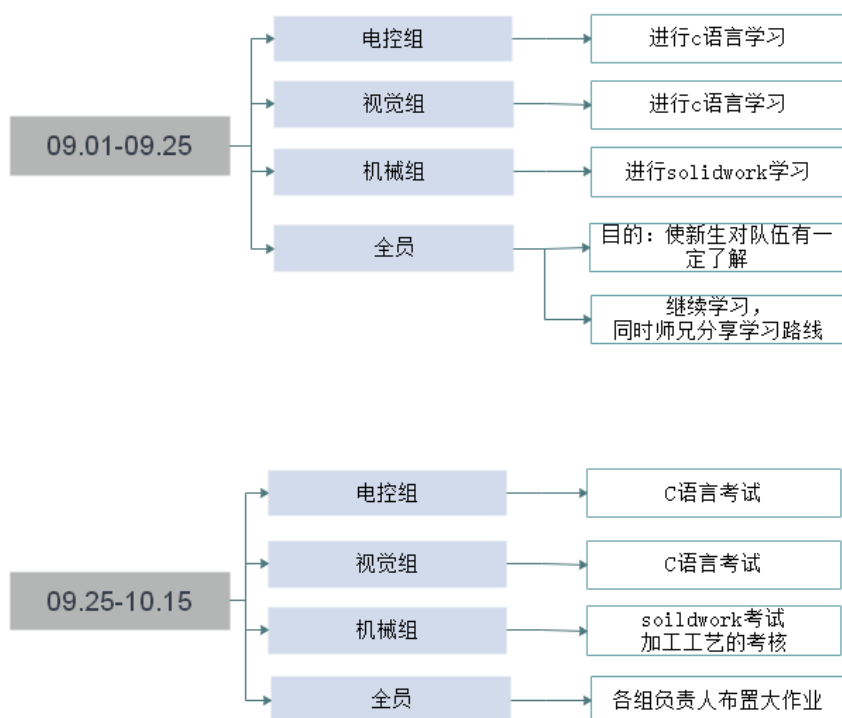 电控组
进行c语言学习
视觉组
进行c语言学习
09.01-09.25
机械组
进行solidwork学习
全员
目的：使新生对队伍有一
定了解
继续学习，
同时师兄分享学习路线
电控组
C语言考试
视觉组
C语言考试
09.25-10.15
机械组
soildwork考试
加工工艺的考核
全员
各组负责人布置大作业